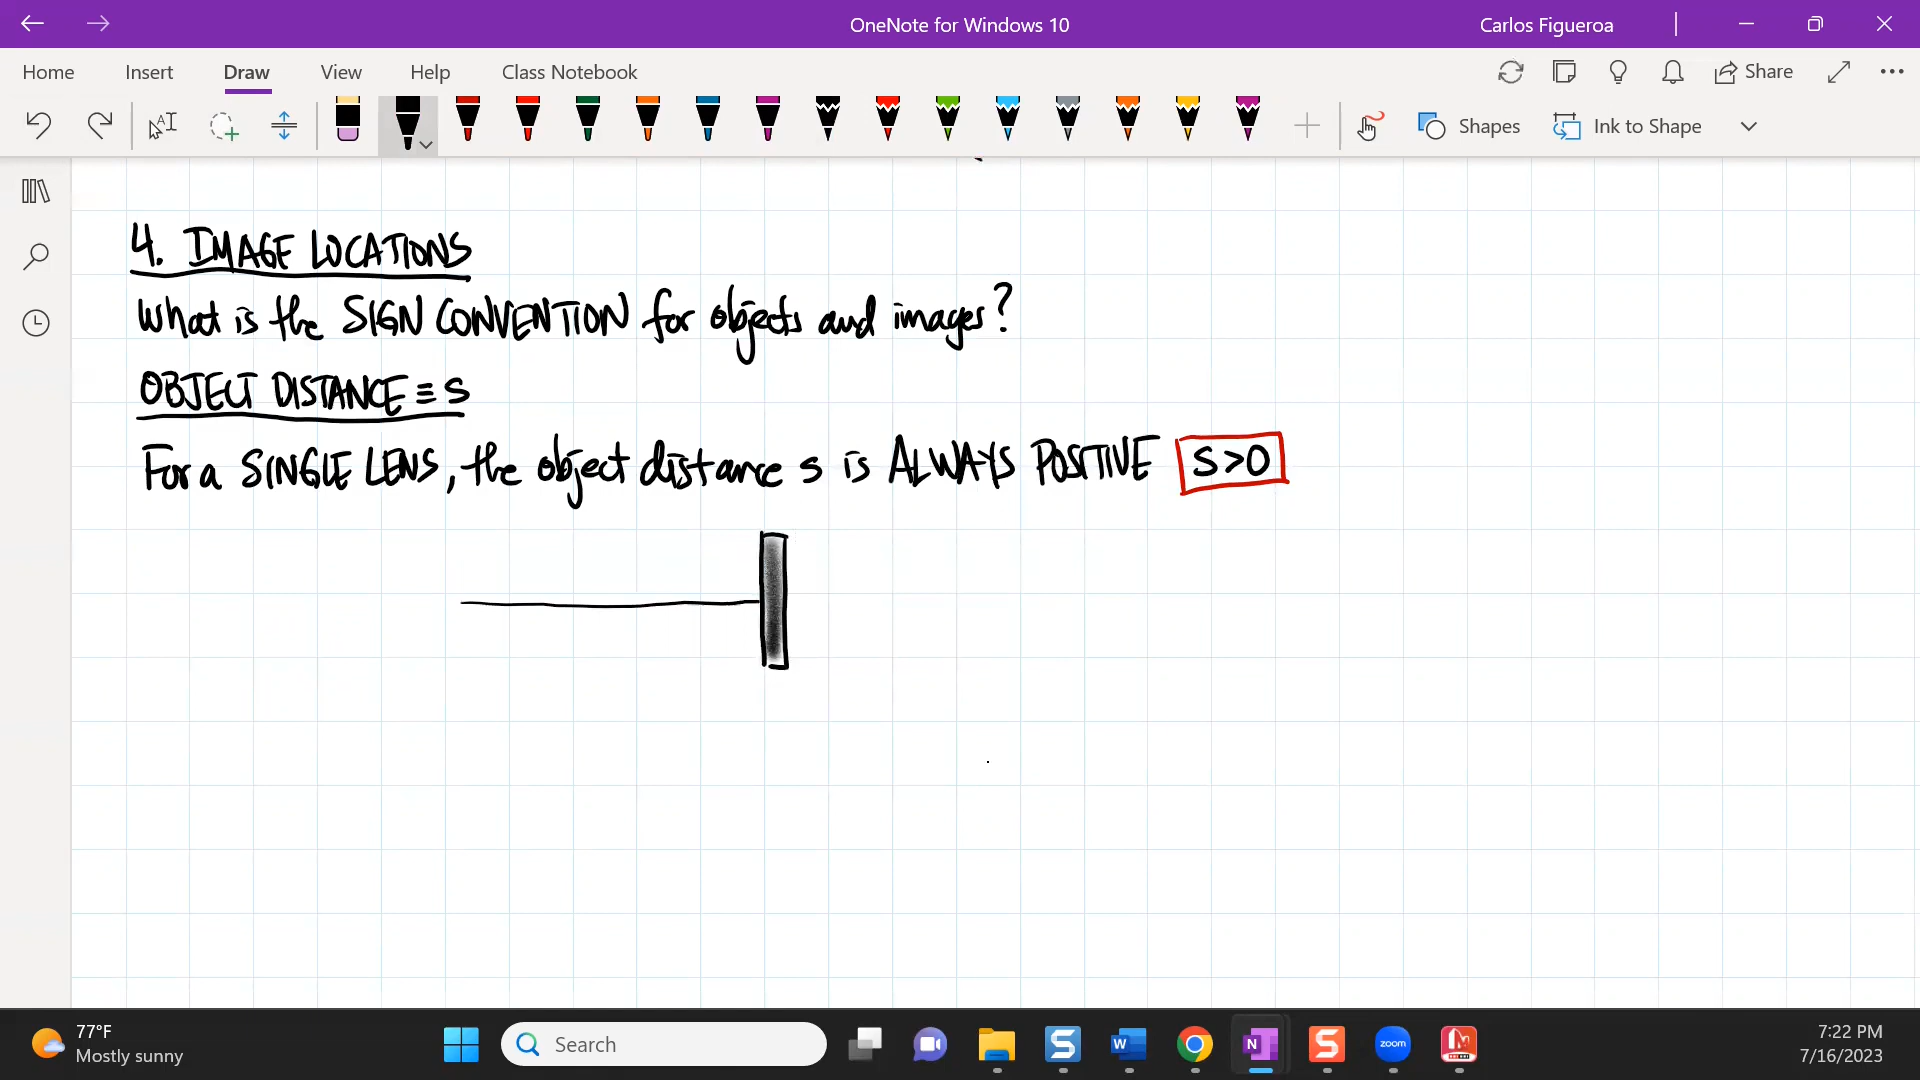 OneNote for Windows 10
Carlos Figueroa
Home Insert Draw View Help Class Notebook Share
Shapes Ink to Shape
4. IMAGE LOCATIONS
What is the SIGN CONVENTION for objects and images?
OBJECT DISTANCE ≡ s
For a SINGLE LENS, the object distance s is ALWAYS POSITIVE S>0
77°F
Mostly sunny
Search
zoom
7:22 PM
7/16/2023